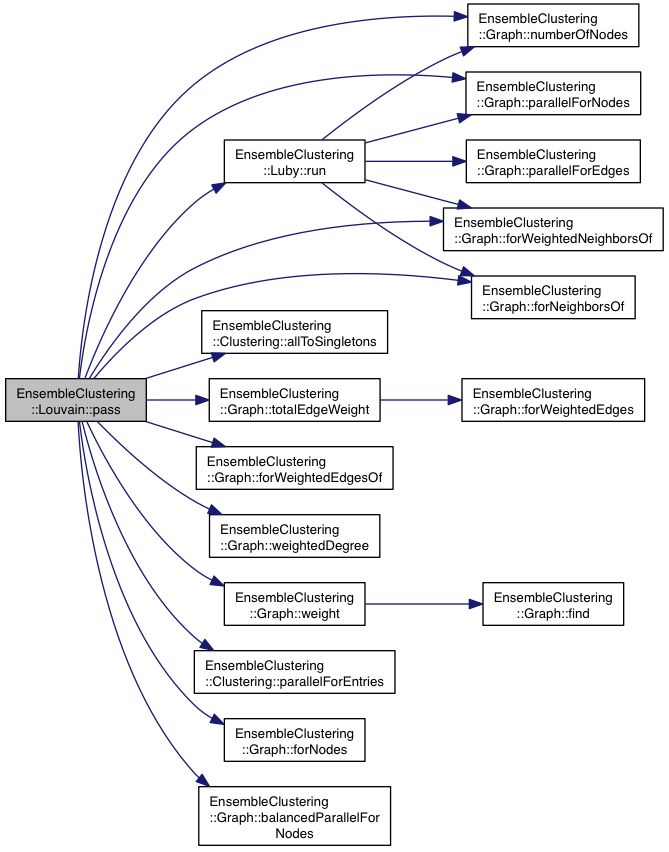 EnsembleClustering
::Graph::numberOfNodes
EnsembleClustering
::Graph::parallelForNodes
EnsembleClustering
::Luby::run
EnsembleClustering
::Graph::parallelForEdges
EnsembleClustering
::Graph::forWeightedNeighborsOf
EnsembleClustering
::Graph::forNeighborsOf
EnsembleClustering
::Clustering::allToSingletons
EnsembleClustering
::Louvain::pass
EnsembleClustering
::Graph::totalEdgeWeight
EnsembleClustering
::Graph::forWeightedEdges
EnsembleClustering
::Graph::forWeightedEdgesOf
EnsembleClustering
::Graph::weightedDegree
EnsembleClustering
::Graph::weight
EnsembleClustering
::Graph::find
EnsembleClustering
::Clustering::parallelForEntries
EnsembleClustering
::Graph::forNodes
EnsembleClustering
::Graph::balancedParallelFor
Nodes